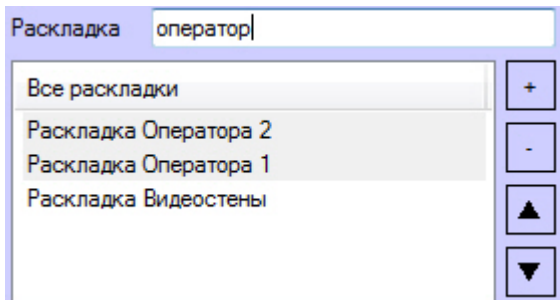 Раскладка оператор
Все раскладки +
Раскладка Оператора 2
Раскладка Оператора 1 -
Раскладка Видеостены